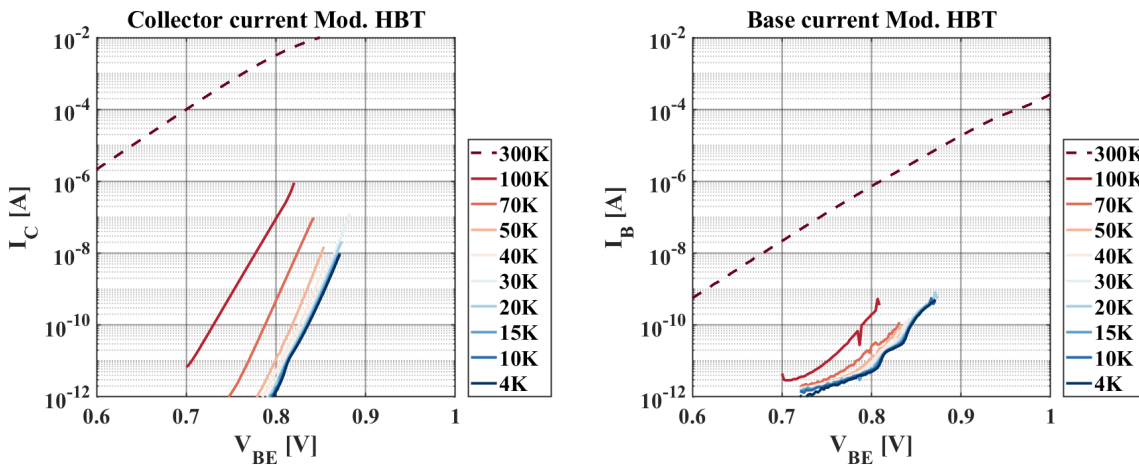 Collector current Mod. HBT
10^-2
10^-4
10^-6
10^-8
10^-10
10^-12
I_C [A]
0.6 0.7 0.8 0.9 1
V_BE [V]
300K
100K
70K
50K
40K
30K
20K
15K
10K
4K
Base current Mod. HBT
10^-2
10^-4
10^-6
10^-8
10^-10
10^-12
I_B [A]
0.6 0.7 0.8 0.9 1
V_BE [V]
300K
100K
70K
50K
40K
30K
20K
15K
10K
4K